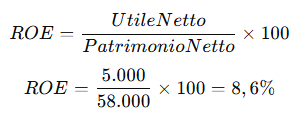 ROE = UtileNetto / PatrimonioNetto × 100
ROE = 5.000 / 58.000 × 100 = 8,6%